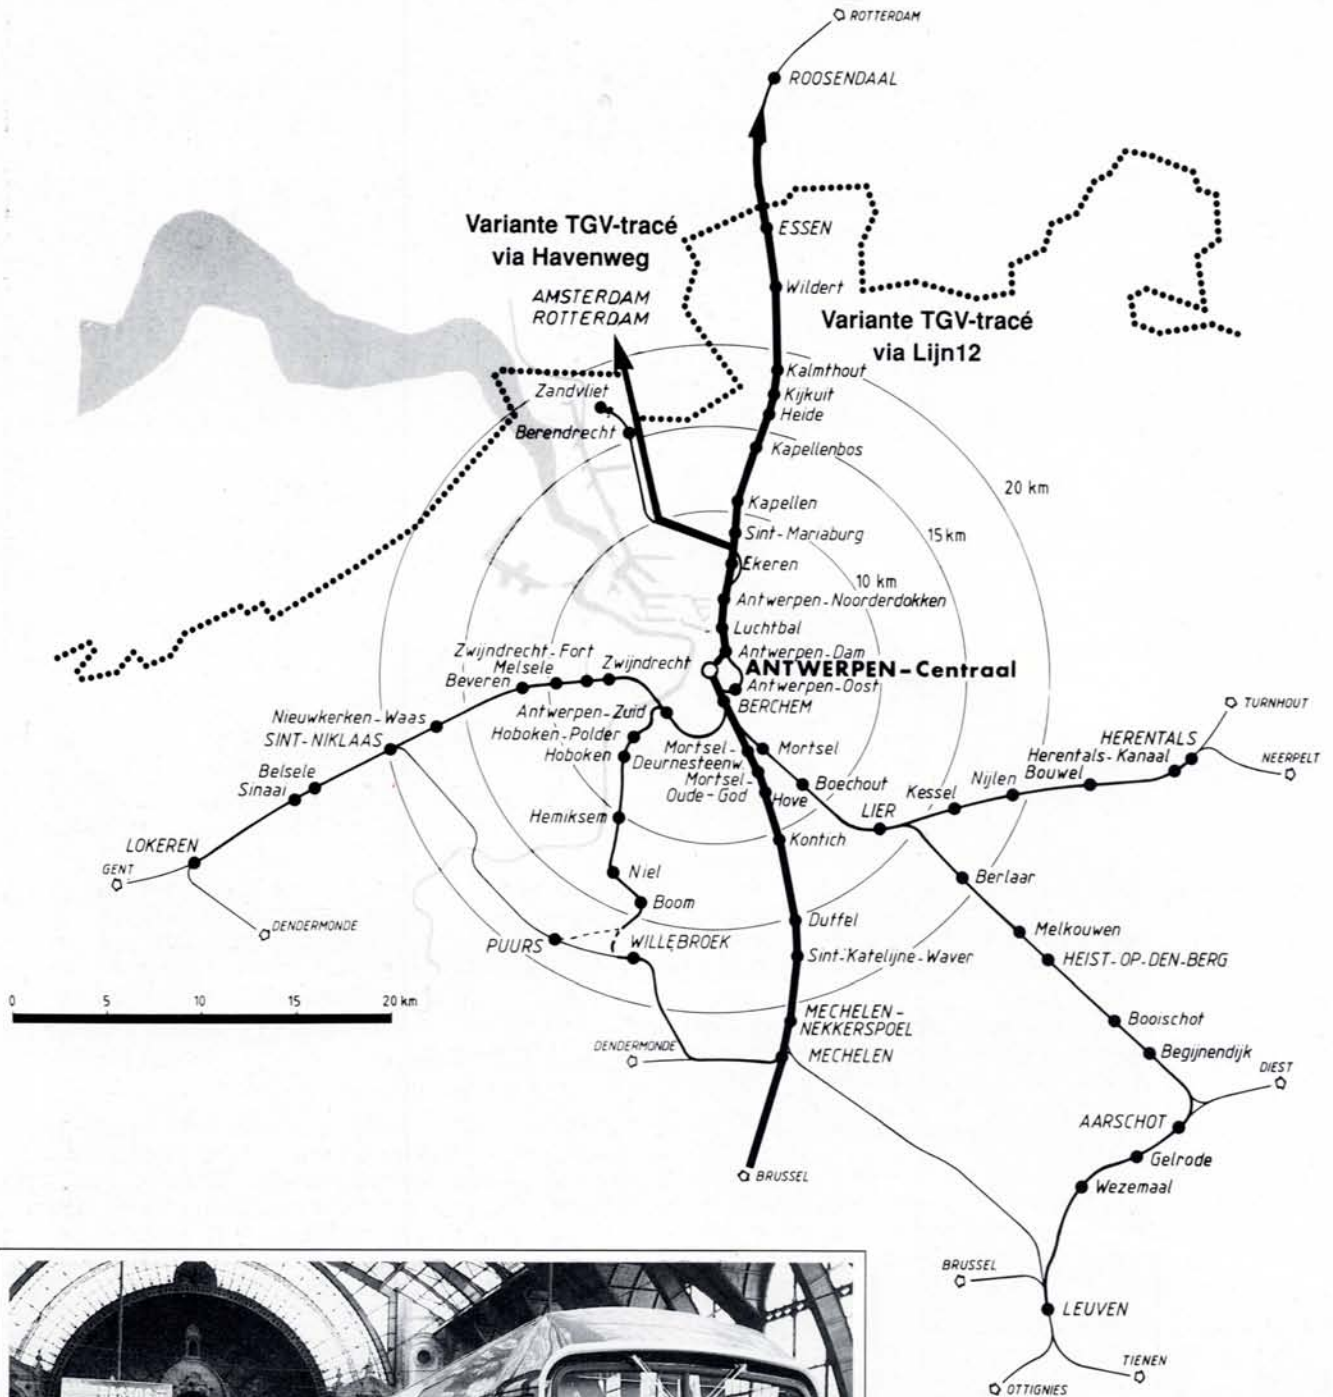 ROTTERDAM
ROOSENDAAL
Variante TGV-tracé
via Havenweg
AMSTERDAM
ROTTERDAM
ESSEN
Wildert
Variante TGV-tracé
via Lijn12
Kalmthout
Kijkuit
Heide
Zandvliet
Berendrecht
Kapellenbos
20 km
Kapellen
Sint-Mariaburg
15 km
Ekeren
10 km
Antwerpen-Noorderdokken
Luchtbal
Antwerpen-Dam
ANTWERPEN-Centraal
Antwerpen-Oost
BERCHEM
Zwijndrecht-Fort
Melsele
Zwijndrecht
Beveren
Antwerpen-Zuid
Nieuwkerken-Waas
SINT-NIKLAAS
Hoboken-Polder
Hoboken
Belsele
Sinaai
LOKEREN
GENT
DENDERMONDE
Mortsel-
Deurnesteenw.
Mortsel-
Oude-God
Mortsel
Boechout
Hove
LIER
Kessel
Nijlen
Bouwel
Herentals-Kanaal
HERENTALS
TURNHOUT
NEERPELT
Hemiksem
Kontich
Niel
Boom
Berlaar
PUURS
WILLEBROEK
Duffel
Sint-Katelijne-Waver
Melkouwen
HEIST-OP-DEN-BERG
0 5 10 15 20 km
MECHELEN-
NEKKERSPOEL
MECHELEN
DENDERMONDE
Booischot
Begijnendijk
DIEST
AARSCHOT
Gelrode
Wezemaal
BRUSSEL
BRUSSEL
LEUVEN
TIENEN
OTTIGNIES